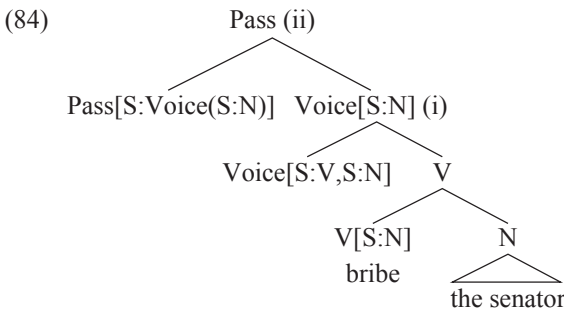 (84) Pass (ii)
Pass[S:Voice(S:N)] Voice[S:N] (i)
Voice[S:V,S:N] V
V[S:N] N
bribe
the senator